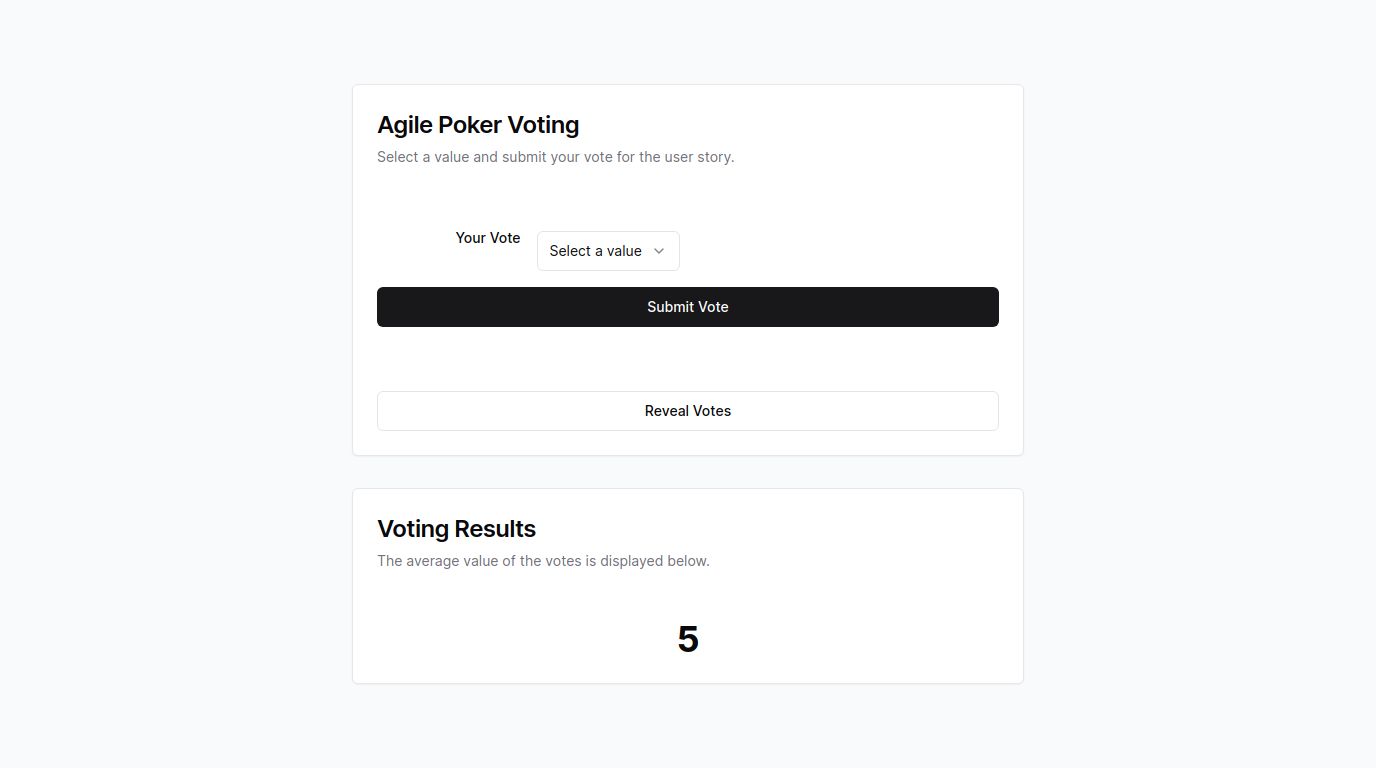 Agile Poker Voting
Select a value and submit your vote for the user story.
Your Vote
Select a value
Submit Vote
Reveal Votes
Voting Results
The average value of the votes is displayed below.
5